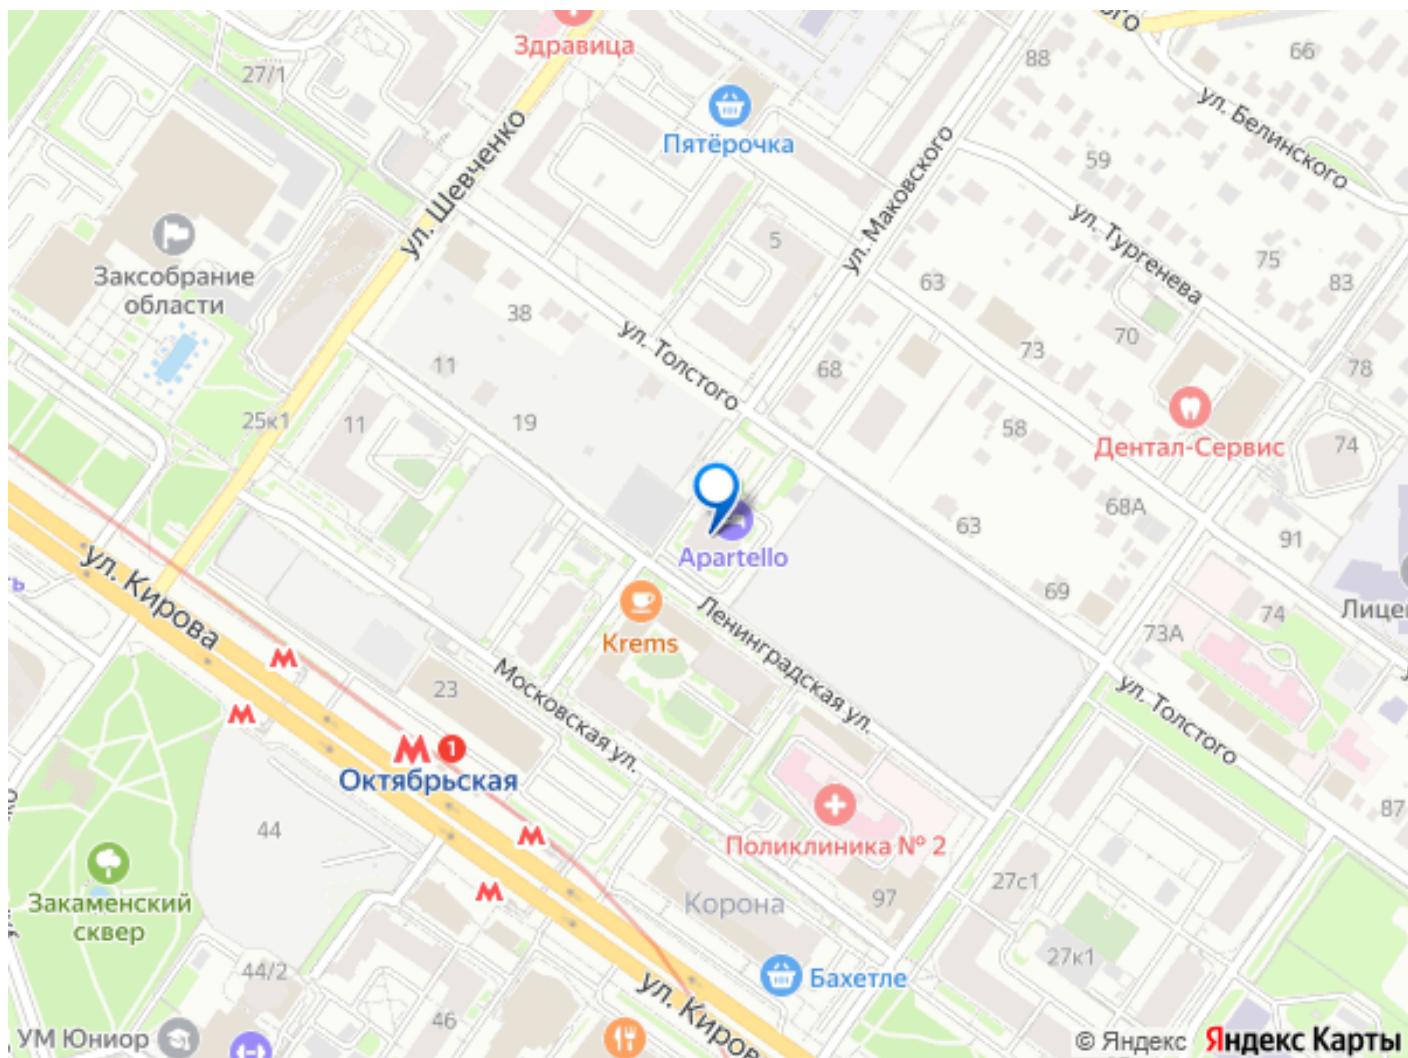 Здравица
27/1
88
66
ул. Белинского
Пятёрочка
ул. Шевченко
59
ул. Маковского
ул. Тургенева
5
75
83
Заксобрание
области
63
38
ул. Толстого
73
70
78
11
68
19
25к1
11
58
Дентал-Сервис
74
68А
63
91
Apartello
ул. Кирова
69
Лице
Krems
Ленинградская ул.
73А
74
Московская ул.
23
ул. Толстого
М
М
М 1
Октябрьская
87
44
М
Поликлиника № 2
М
27с1
Закаменский
сквер
Корона
97
44/2
27к1
Бахетле
ул. Киров
46
УМ Юниор
© Яндекс Яндекс Карты